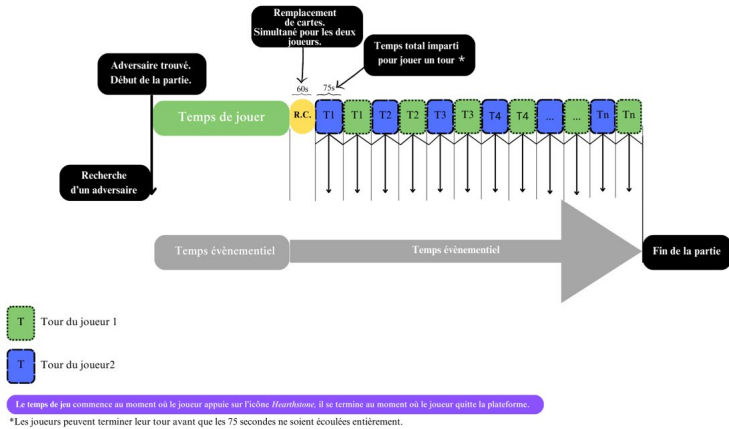 Remplacement
de cartes.
Simultané pour les deux
joueurs.
Temps total imparti
pour jouer un tour *
Adversaire trouvé.
Début de la partie.
60s
75s
Temps de jouer
R.C.
T1
T1
T2
T2
T3
T3
T4
T4
...
...
Tn
Tn
Recherche
d'un adversaire
Temps évènementiel
Temps évènementiel
Fin de la partie
T
Tour du joueur 1
T
Tour du joueur2
Le temps de jeu commence au moment où le joueur appuie sur l'icône Hearthstone, il se termine au moment où le joueur quitte la plateforme.
*Les joueurs peuvent terminer leur tour avant que les 75 secondes ne soient écoulées entièrement.